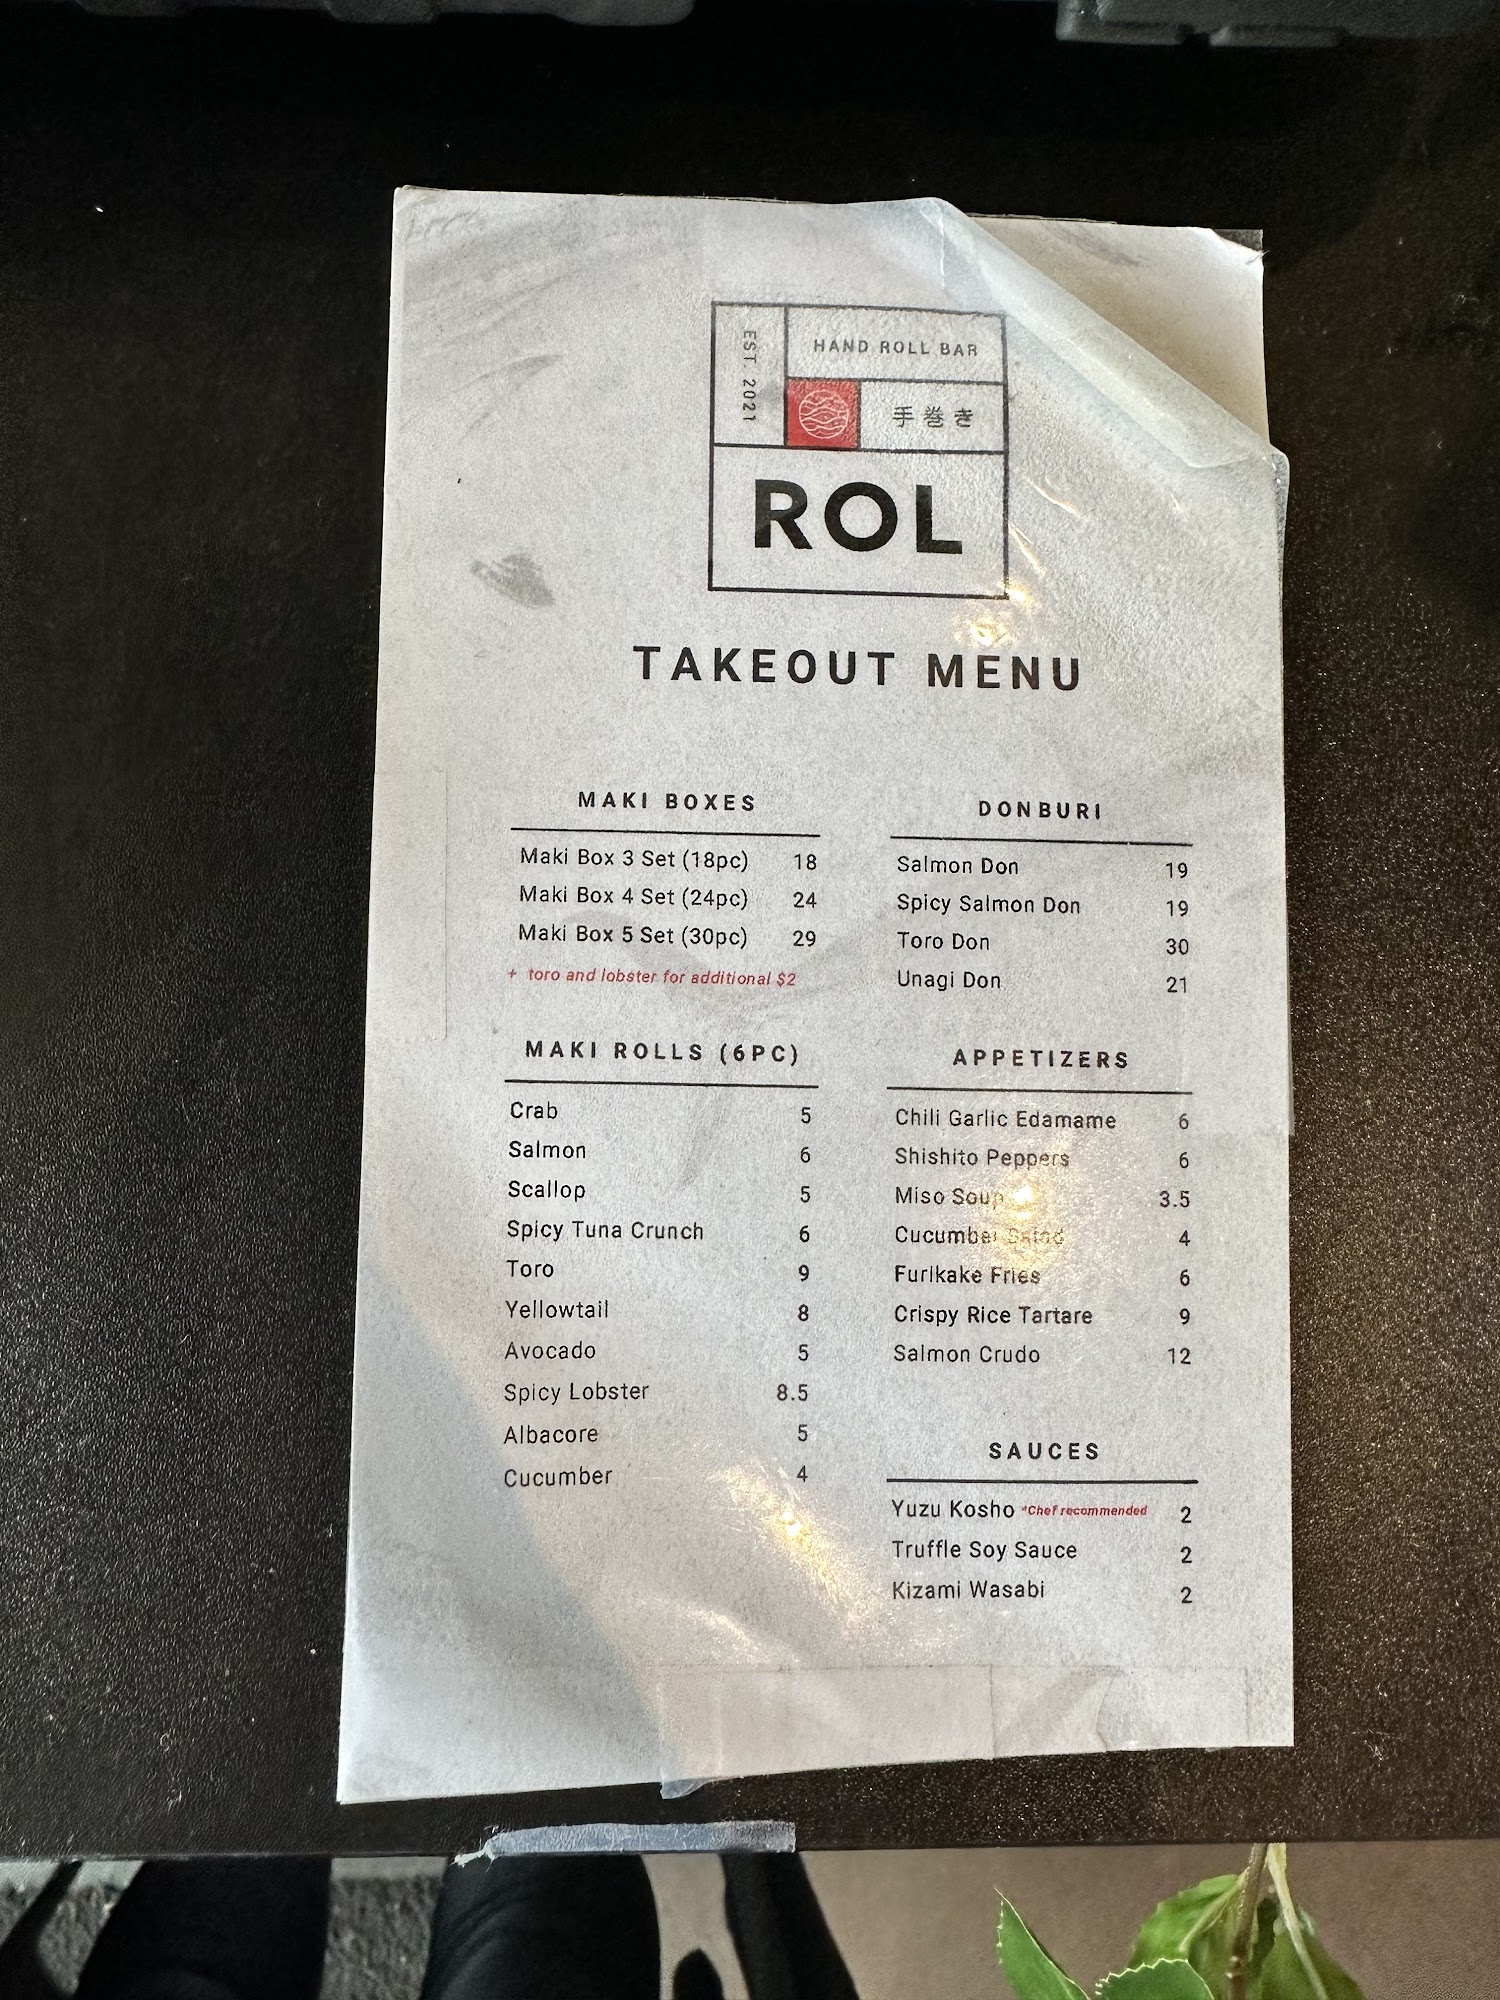 EST. 2021
HAND ROLL BAR
手巻き
ROL
TAKEOUT MENU
MAKI BOXES
Maki Box 3 Set (18pc) 18
Maki Box 4 Set (24pc) 24
Maki Box 5 Set (30pc) 29
+ toro and lobster for additional $2
MAKI ROLLS (6PC)
Crab 5
Salmon 6
Scallop 5
Spicy Tuna Crunch 6
Toro 9
Yellowtail 8
Avocado 5
Spicy Lobster 8.5
Albacore 5
Cucumber 4
DONBURI
Salmon Don 19
Spicy Salmon Don 19
Toro Don 30
Unagi Don 21
APPETIZERS
Chili Garlic Edamame 6
Shishito Peppers 6
Miso Soup 3.5
Cucumber Salad 4
Furikake Fries 6
Crispy Rice Tartare 9
Salmon Crudo 12
SAUCES
Yuzu Kosho *Chef recommended 2
Truffle Soy Sauce 2
Kizami Wasabi 2